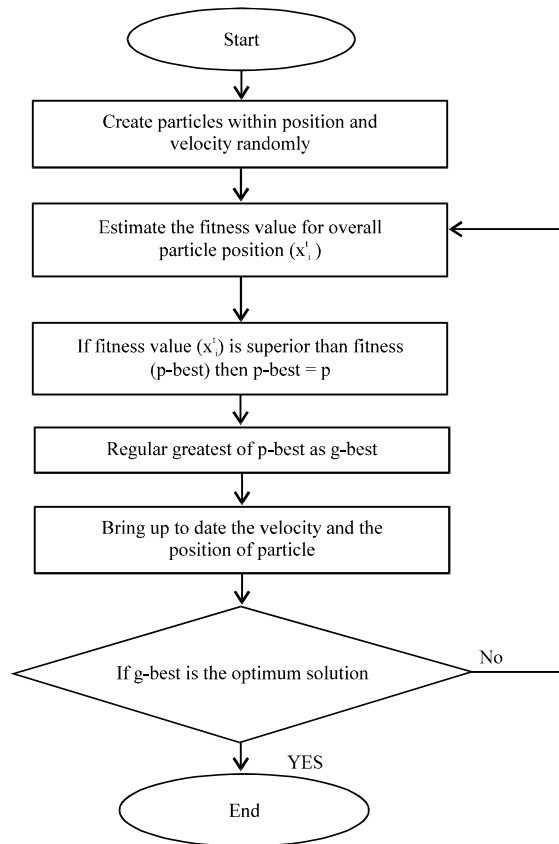 Start
Create particles within position and
velocity randomly
Estimate the fitness value for overall
particle position (xᵗᵢ)
If fitness value (xᵗᵢ) is superior than fitness
(p-best) then p-best = p
Regular greatest of p-best as g-best
Bring up to date the velocity and the
position of particle
If g-best is the optimum solution
No
YES
End